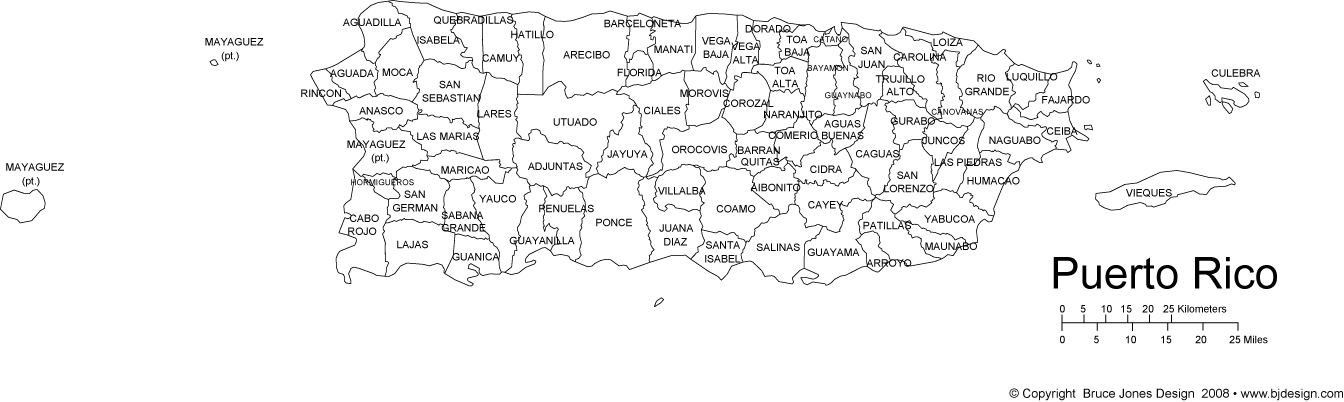 MAYAGUEZ
(pt.)
MAYAGUEZ
(pt.)
AGUADILLA
QUEBRADILLAS
ISABELA
CAMUY
HATILLO
ARECIBO
BARCELONETA
FLORIDA
MANATI
VEGA
BAJA
VEGA
ALTA
DORADO
TOA
BAJA
TOA
ALTA
CATANO
BAYAMON
GUAYNABO
SAN
JUAN
CAROLINA
TRUJILLO
ALTO
LOIZA
CANOVANAS
RIO
GRANDE
LUQUILLO
FAJARDO
CEIBA
CULEBRA
RINCON
AGUADA
MOCA
SAN
SEBASTIAN
ANASCO
LARES
UTUADO
CIALES
MOROVIS
COROZAL
NARANJITO
LAS MARIAS
MAYAGUEZ
(pt.)
MARICAO
ADJUNTAS
JAYUYA
OROCOVIS
BARRAN
QUITAS
COMERIO
AGUAS
BUENAS
CIDRA
CAGUAS
GURABO
JUNCOS
LAS PIEDRAS
NAGUABO
HUMACAO
VIEQUES
HORMIGUEROS
CABO
ROJO
SAN
GERMAN
LAJAS
SABANA
GRANDE
GUANICA
YAUCO
GUAYANILLA
PENUELAS
PONCE
VILLALBA
JUANA
DIAZ
COAMO
SANTA
ISABEL
AIBONITO
SALINAS
CAYEY
GUAYAMA
SAN
LORENZO
PATILLAS
ARROYO
YABUCOA
MAUNABO
Puerto Rico
0 5 10 15 20 25 Kilometers
0 5 10 15 20 25 Miles
© Copyright Bruce Jones Design 2008 • www.bjdesign.com